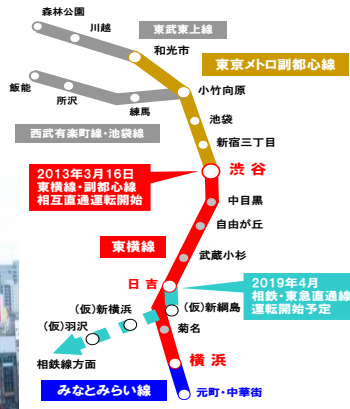 森林公園
川越
東武東上線
和光市
東京メトロ副都心線
飯能
所沢
練馬
小竹向原
西武有楽町線・池袋線
池袋
新宿三丁目
2013年3月16日
東横線・副都心線
相互直通運転開始
渋谷
中目黒
自由が丘
東横線
武蔵小杉
日吉
2019年4月
相鉄・東急直通線
運転開始予定
(仮)新横浜
(仮)新綱島
(仮)羽沢
菊名
相鉄線方面
横浜
みなとみらい線
元町・中華街